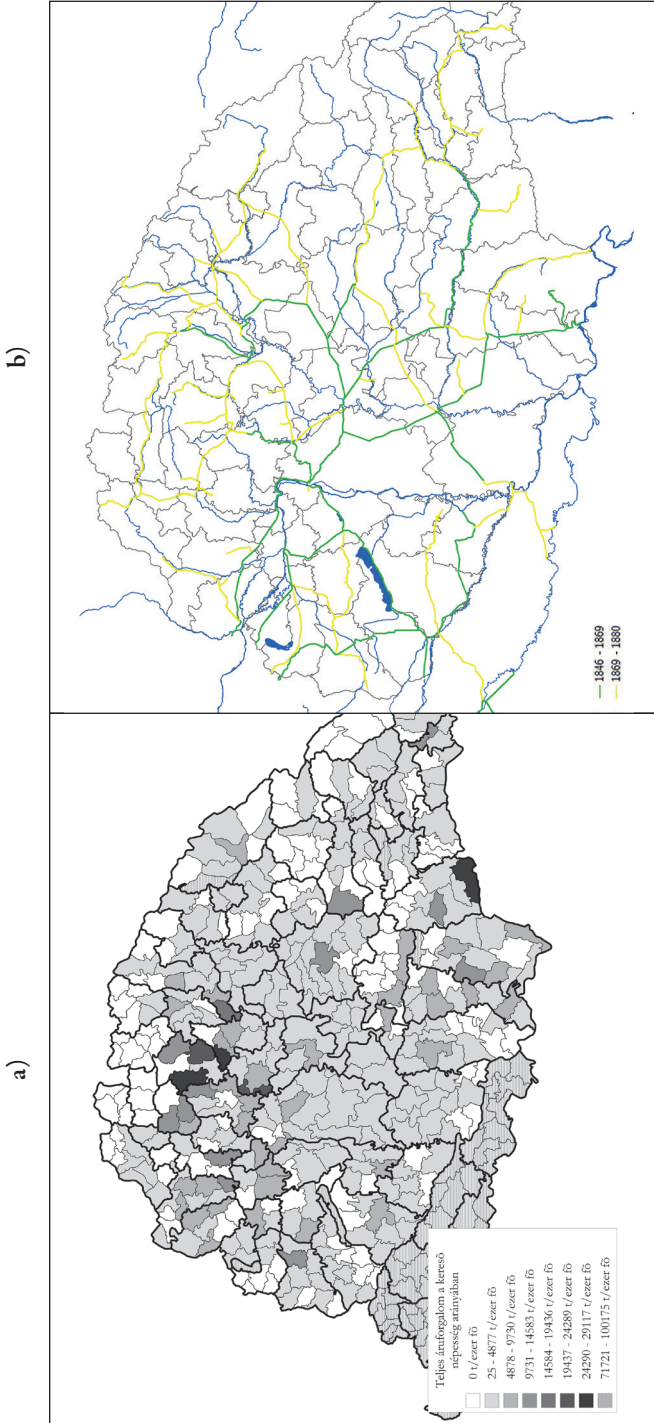 a)
Teljes áruforgalom a kereső
népesség arányában
0 t/ezer fő
25 - 4877 t/ezer fő
4878 - 9730 t/ezer fő
9731 - 14583 t/ezer fő
14584 - 19436 t/ezer fő
19437 - 24289 t/ezer fő
24290 - 29117 t/ezer fő
71721 - 100175 t/ezer fő
b)
1846 - 1869
1869 - 1880